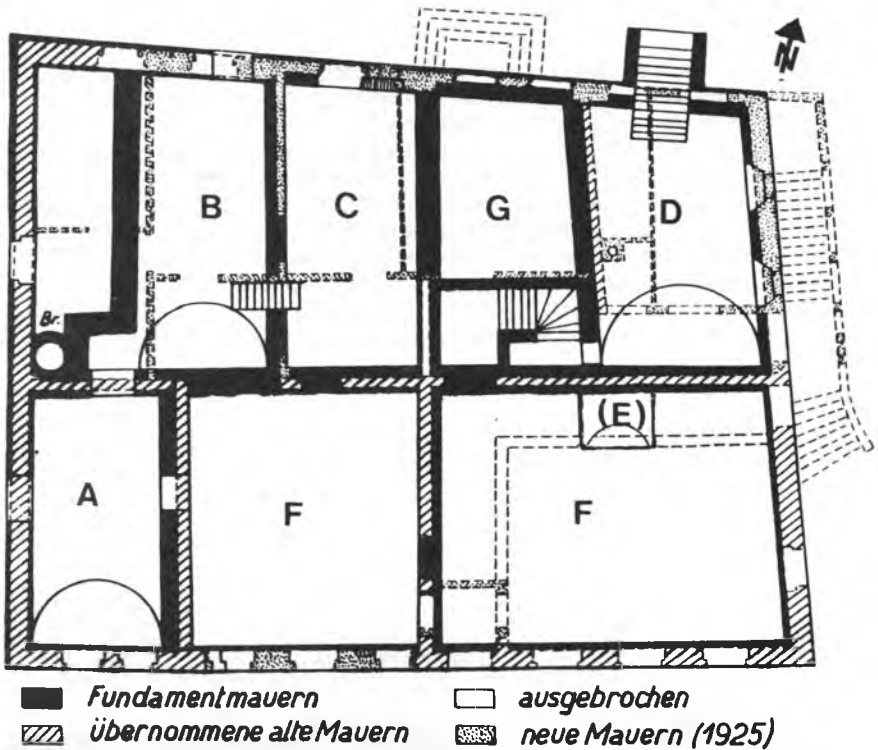 N
B
C
G
D
Br.
(E)
A
F
F
Fundamentmauern
ausgebrochen
übernommene alte Mauern
neue Mauern (1925)